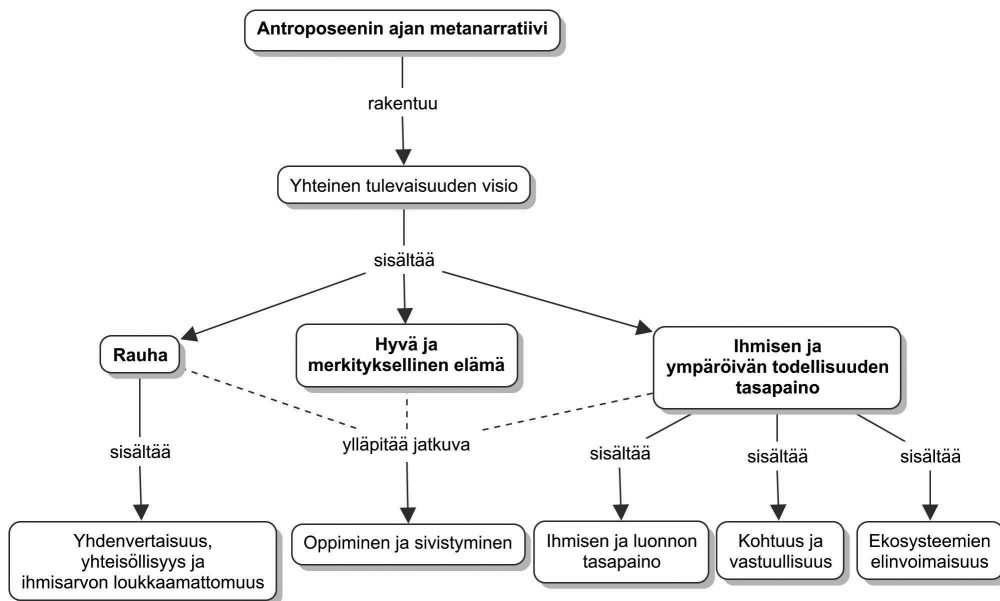 Antroposeenin ajan metanarratiivi
rakentuu
Yhteinen tulevaisuuden visio
sisältää
Rauha
Hyvä ja
merkityksellinen elämä
Ihmisen ja
ympäröivän todellisuuden
tasapaino
sisältää
ylläpitää jatkuva
sisältää
sisältää
sisältää
Yhdenvertaisuus,
yhteisöllisyys ja
ihmisarvon loukkaamattomuus
Oppiminen ja sivistyminen
Ihmisen ja luonnon
tasapaino
Kohtuus ja
vastuullisuus
Ekosysteemien
elinvoimaisuus